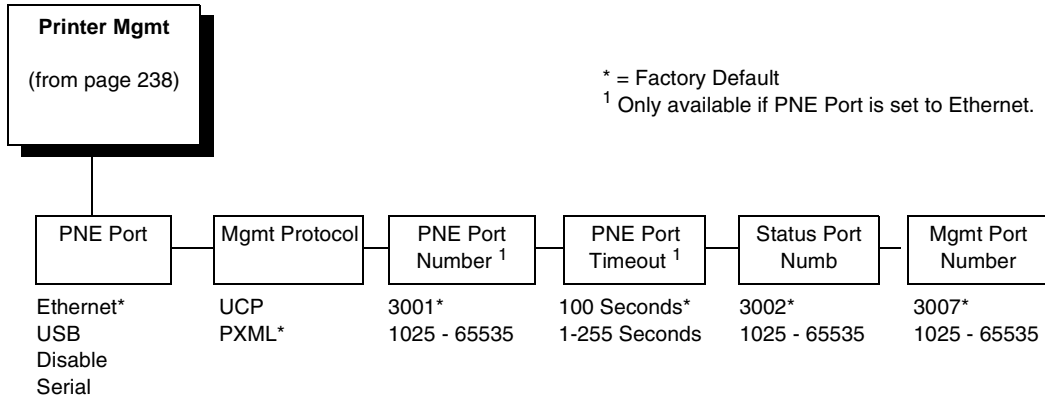 Printer Mgmt
(from page 238)
* = Factory Default
1 Only available if PNE Port is set to Ethernet.
PNE Port
Ethernet*
USB
Disable
Serial
Mgmt Protocol
UCP
PXML*
PNE Port
Number 1
3001*
1025 - 65535
PNE Port
Timeout 1
100 Seconds*
1-255 Seconds
Status Port
Numb
3002*
1025 - 65535
Mgmt Port
Number
3007*
1025 - 65535